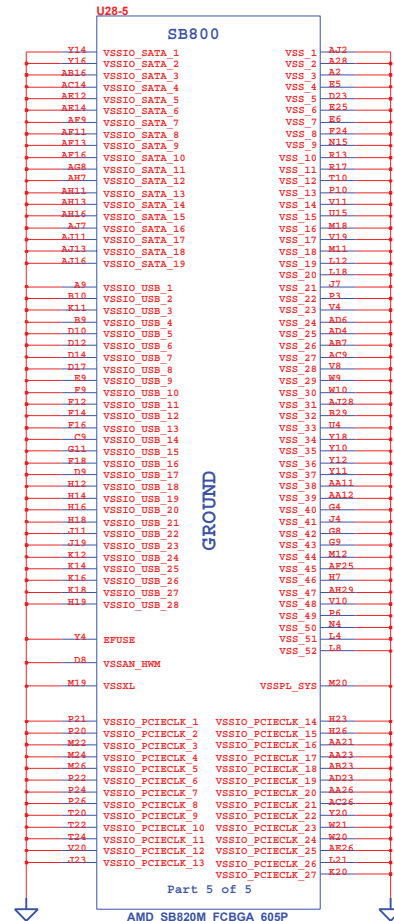 U28-5
SB800
Y14 VSSIO_SATA_1 VSS_1 AJ2
Y16 VSSIO_SATA_2 VSS_2 A28
AB16 VSSIO_SATA_3 VSS_3 A2
AC14 VSSIO_SATA_4 VSS_4 E5
AE12 VSSIO_SATA_5 VSS_5 D23
AE14 VSSIO_SATA_6 VSS_6 E25
AF9 VSSIO_SATA_7 VSS_7 E6
AF11 VSSIO_SATA_8 VSS_8 F24
AF13 VSSIO_SATA_9 VSS_9 N15
AF16 VSSIO_SATA_10 VSS_10 R13
AG8 VSSIO_SATA_11 VSS_11 R17
AH7 VSSIO_SATA_12 VSS_12 T10
AH11 VSSIO_SATA_13 VSS_13 P10
AH13 VSSIO_SATA_14 VSS_14 V11
AH16 VSSIO_SATA_15 VSS_15 U15
AJ7 VSSIO_SATA_16 VSS_16 M18
AJ11 VSSIO_SATA_17 VSS_17 V19
AJ13 VSSIO_SATA_18 VSS_18 M11
AJ16 VSSIO_SATA_19 VSS_19 L12
VSS_20 L18
A9 VSSIO_USB_1 VSS_21 J7
B10 VSSIO_USB_2 VSS_22 P3
K11 VSSIO_USB_3 VSS_23 V4
B9 VSSIO_USB_4 VSS_24 AD6
D10 VSSIO_USB_5 VSS_25 AD4
D12 VSSIO_USB_6 VSS_26 AB7
D14 VSSIO_USB_7 VSS_27 AC9
D17 VSSIO_USB_8 VSS_28 V8
E9 VSSIO_USB_9 VSS_29 W9
F9 VSSIO_USB_10 VSS_30 W10
F12 VSSIO_USB_11 VSS_31 AJ28
F14 VSSIO_USB_12 VSS_32 B29
F16 VSSIO_USB_13 VSS_33 U4
C9 VSSIO_USB_14 VSS_34 Y18
G11 VSSIO_USB_15 VSS_35 Y10
F18 VSSIO_USB_16 VSS_36 Y12
D9 VSSIO_USB_17 VSS_37 Y11
H12 VSSIO_USB_18 VSS_38 AA11
H14 VSSIO_USB_19 VSS_39 AA12
H16 VSSIO_USB_20 VSS_40 G4
H18 VSSIO_USB_21 VSS_41 J4
J11 VSSIO_USB_22 VSS_42 G8
J19 VSSIO_USB_23 VSS_43 G9
K12 VSSIO_USB_24 VSS_44 M12
K14 VSSIO_USB_25 VSS_45 AF25
K16 VSSIO_USB_26 VSS_46 H7
K18 VSSIO_USB_27 VSS_47 AH29
H19 VSSIO_USB_28 VSS_48 V10
VSS_49 P6
VSS_50 N4
Y4 EFUSE VSS_51 L4
VSS_52 L8
D8 VSSAN_HWM
M19 VSSXL VSSPL_SYS M20
GROUND
P21 VSSIO_PCIECLK_1 VSSIO_PCIECLK_14 H23
P20 VSSIO_PCIECLK_2 VSSIO_PCIECLK_15 H26
M22 VSSIO_PCIECLK_3 VSSIO_PCIECLK_16 AA21
M24 VSSIO_PCIECLK_4 VSSIO_PCIECLK_17 AA23
M26 VSSIO_PCIECLK_5 VSSIO_PCIECLK_18 AB23
P22 VSSIO_PCIECLK_6 VSSIO_PCIECLK_19 AD23
P24 VSSIO_PCIECLK_7 VSSIO_PCIECLK_20 AA26
P26 VSSIO_PCIECLK_8 VSSIO_PCIECLK_21 AC26
T20 VSSIO_PCIECLK_9 VSSIO_PCIECLK_22 Y20
T22 VSSIO_PCIECLK_10 VSSIO_PCIECLK_23 W21
T24 VSSIO_PCIECLK_11 VSSIO_PCIECLK_24 W20
V20 VSSIO_PCIECLK_12 VSSIO_PCIECLK_25 AE26
J23 VSSIO_PCIECLK_13 VSSIO_PCIECLK_26 L21
VSSIO_PCIECLK_27 K20
Part 5 of 5
AMD_SB820M_FCBGA_605P